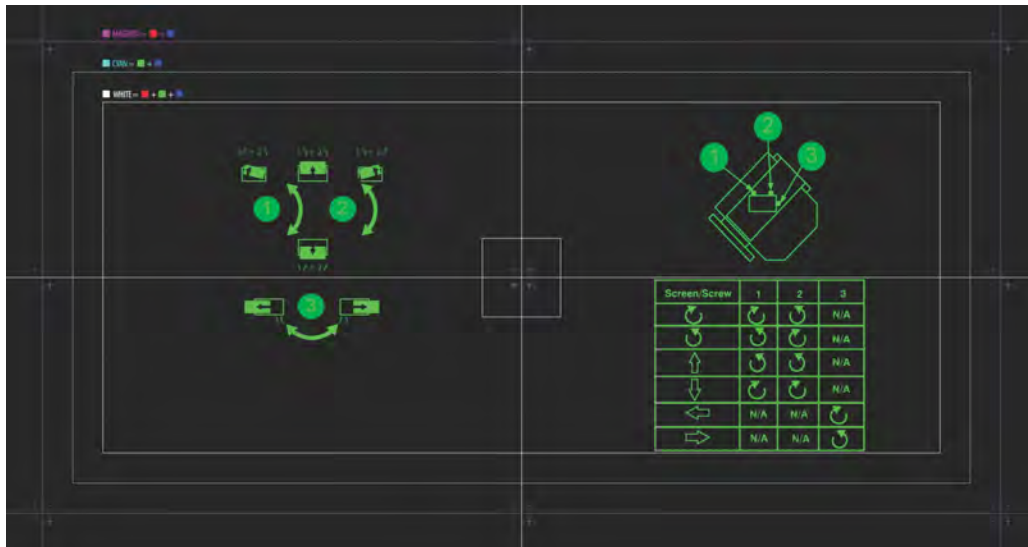 MAGENTA = +
CYAN = +
WHITE = + +
1
2
3
1
2
3
Screen/Screw 1 2 3
N/A
N/A
N/A
N/A
N/A N/A
N/A N/A